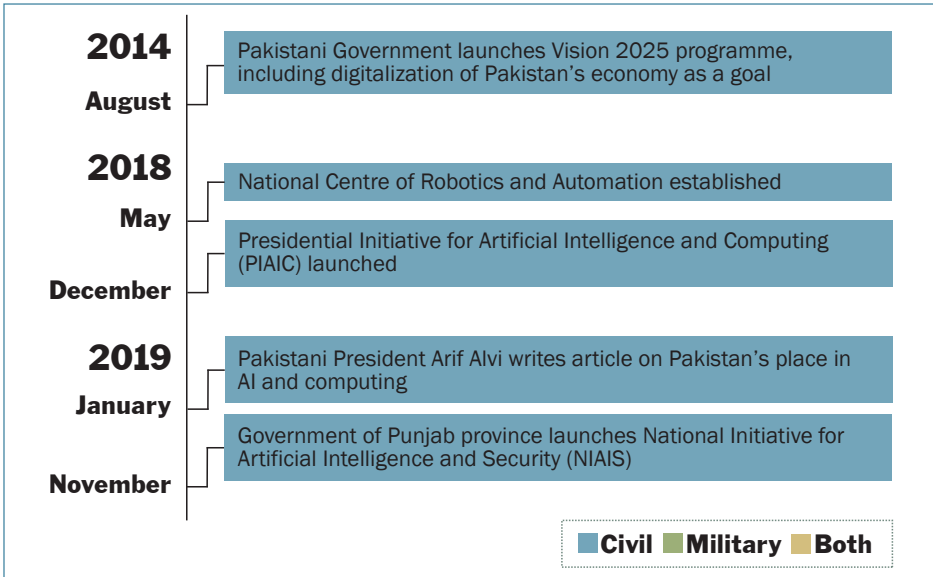 2014
August
Pakistani Government launches Vision 2025 programme,
including digitalization of Pakistan's economy as a goal
2018
May
National Centre of Robotics and Automation established
December
Presidential Initiative for Artificial Intelligence and Computing
(PIAIC) launched
2019
January
Pakistani President Arif Alvi writes article on Pakistan's place in
AI and computing
November
Government of Punjab province launches National Initiative for
Artificial Intelligence and Security (NIAIS)
Civil Military Both